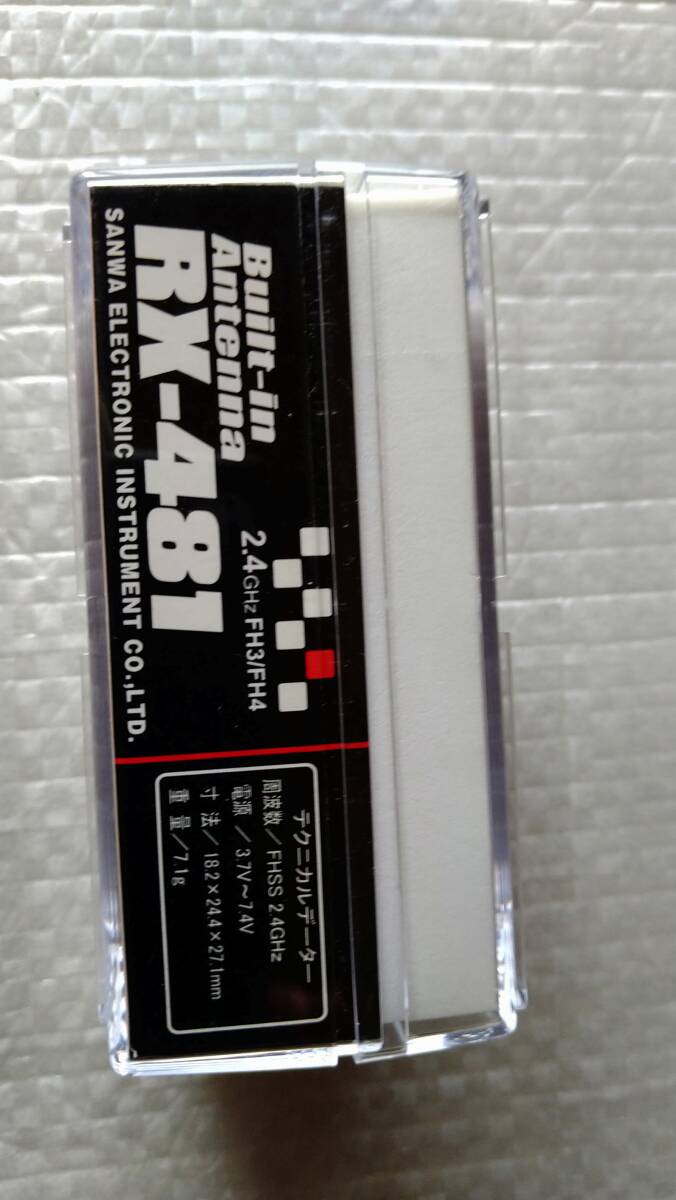 Built-in
Antenna
RX-481
2.4GHz FH3/FH4
SANWA ELECTRONIC INSTRUMENT CO.,LTD.
テクニカルデーター
周波数／FHSS 2.4GHz
電源／3.7V～7.4V
寸法／18.2×24.4×27.1mm
重量／7.1g